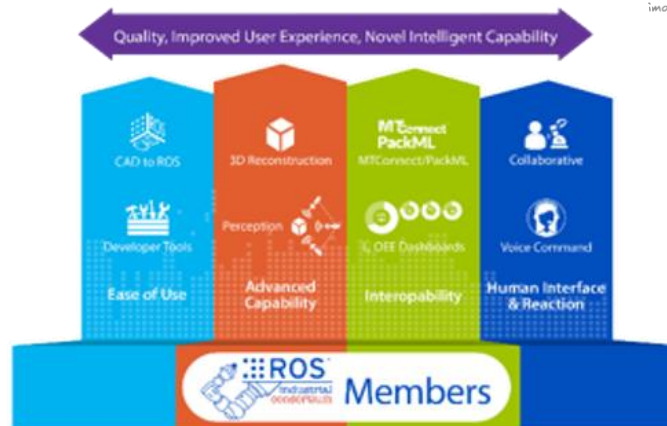 Quality, Improved User Experience, Novel Intelligent Capability
ROS
CAD to ROS
Developer Tools
Ease of Use
3D Reconstruction
Perception
Advanced
Capability
MTConnect
PackML
MTConnect/PackML
OEE Dashboards
Interopability
Collaborative
Voice Command
Human Interface
& Reaction
ROS
industrial
consortium
Members